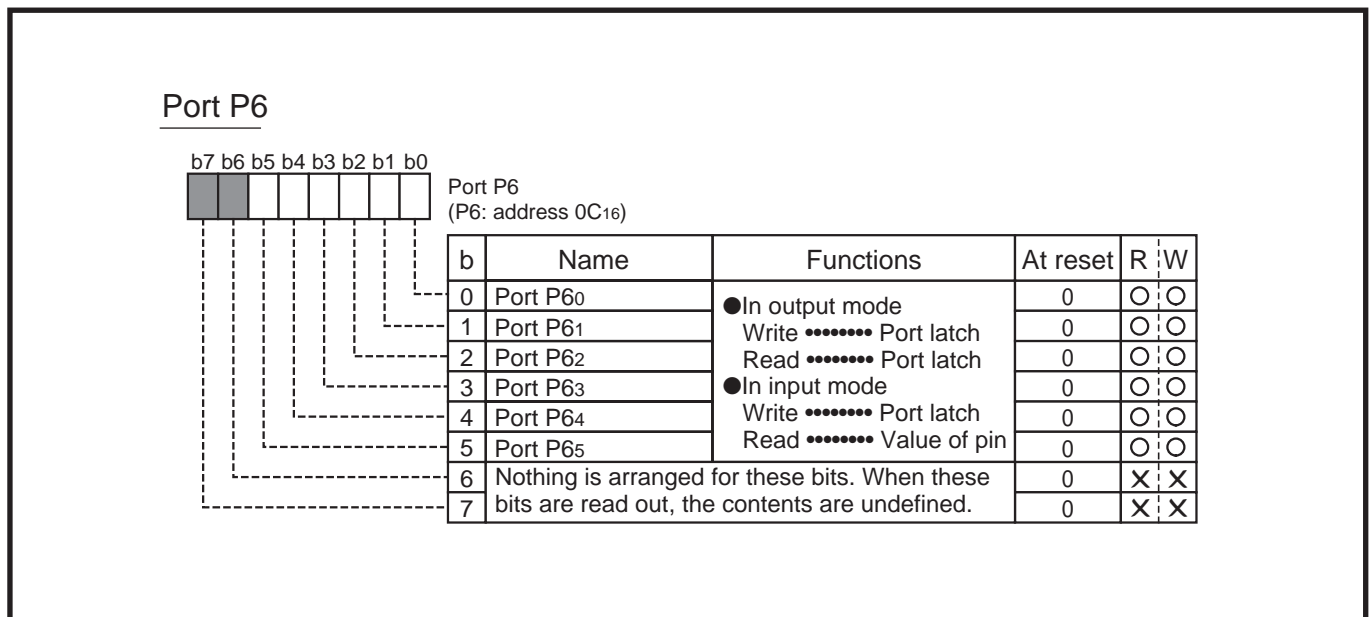 Port P6
b7 b6 b5 b4 b3 b2 b1 b0
Port P6
(P6: address 0C16)
b Name Functions At reset R W
0 Port P60 0 O O
1 Port P61 0 O O
2 Port P62 0 O O
3 Port P63 0 O O
4 Port P64 0 O O
5 Port P65 0 O O
●In output mode
Write •••••••• Port latch
Read •••••••• Port latch
●In input mode
Write •••••••• Port latch
Read •••••••• Value of pin
6 Nothing is arranged for these bits. When these 0 X X
7 bits are read out, the contents are undefined. 0 X X